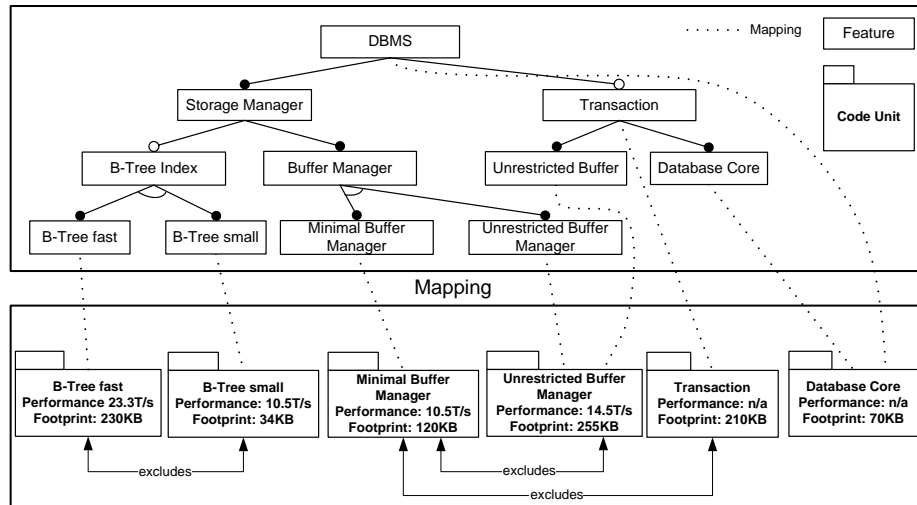 DBMS
Mapping
Feature
Storage Manager
Transaction
Code Unit
B-Tree Index
Buffer Manager
Unrestricted Buffer
Database Core
B-Tree fast
B-Tree small
Minimal Buffer
Manager
Unrestricted Buffer
Manager
Mapping
B-Tree fast
Performance 23.3T/s
Footprint: 230KB
B-Tree small
Performance: 10.5T/s
Footprint: 34KB
Minimal Buffer
Manager
Performance: 10.5T/s
Footprint: 120KB
Unrestricted Buffer
Manager
Performance: 14.5T/s
Footprint: 255KB
Transaction
Performance: n/a
Footprint: 210KB
Database Core
Performance: n/a
Footprint: 70KB
excludes
excludes
excludes